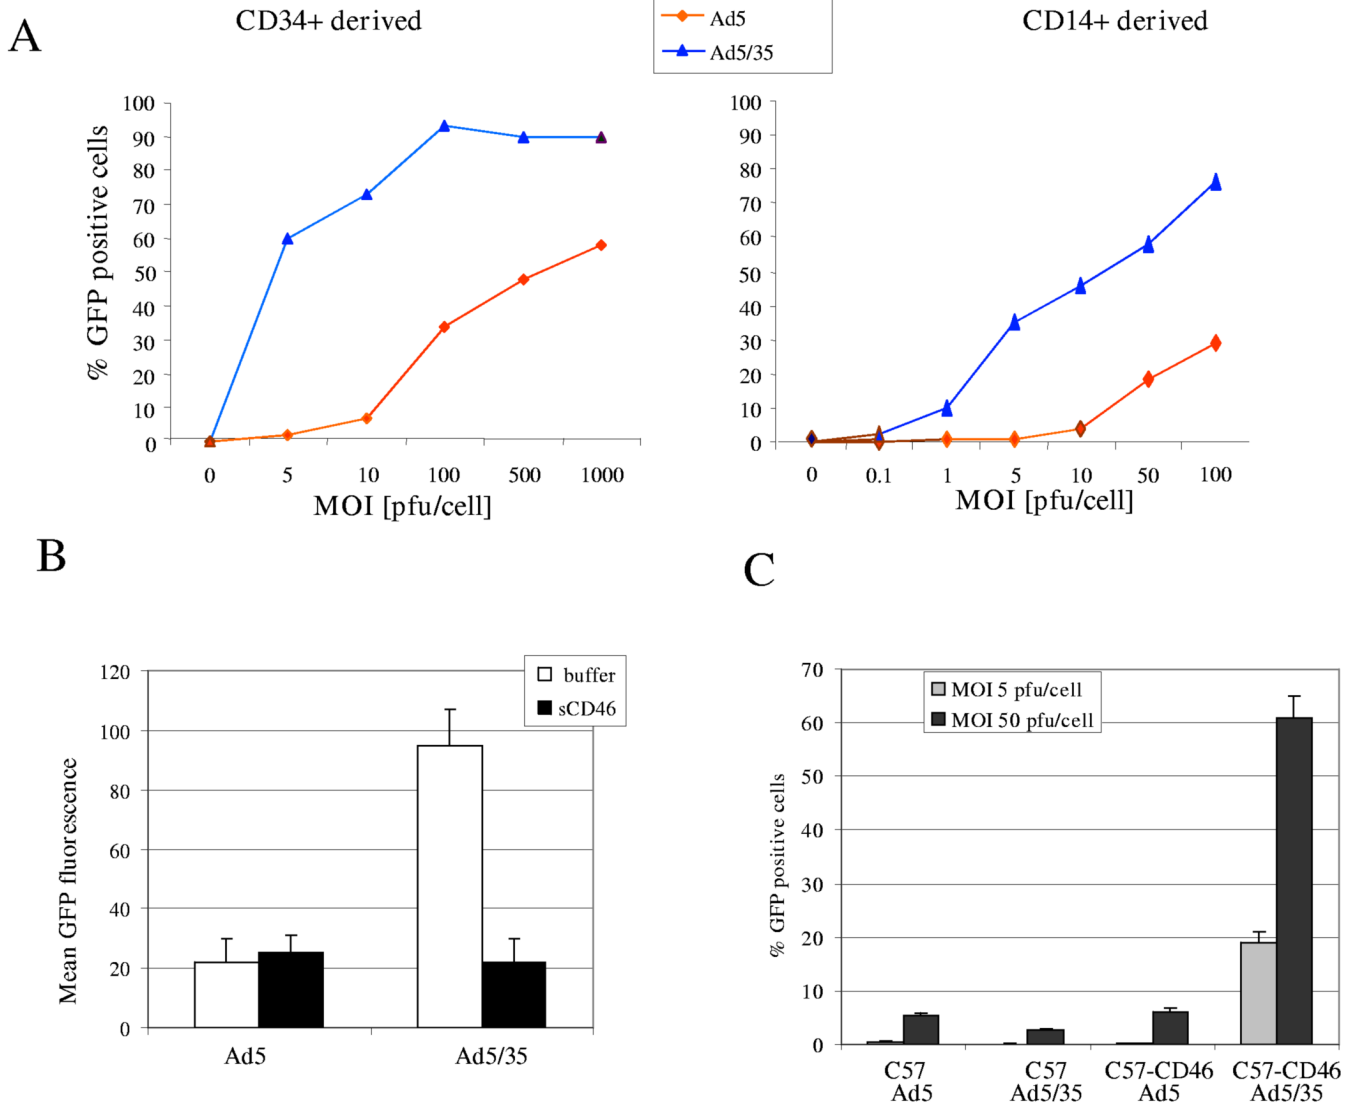 A
CD34+ derived
Ad5
Ad5/35
CD14+ derived
% GFP positive cells
100
90
80
70
60
50
40
30
20
10
0
0 5 10 100 500 1000
MOI [pfu/cell]
100
90
80
70
60
50
40
30
20
10
0
0 0.1 1 5 10 50 100
MOI [pfu/cell]
B
Mean GFP fluorescence
120
100
80
60
40
20
0
buffer
sCD46
Ad5 Ad5/35
C
% GFP positive cells
70
60
50
40
30
20
10
0
MOI 5 pfu/cell
MOI 50 pfu/cell
C57 C57 C57-CD46 C57-CD46
Ad5 Ad5/35 Ad5 Ad5/35